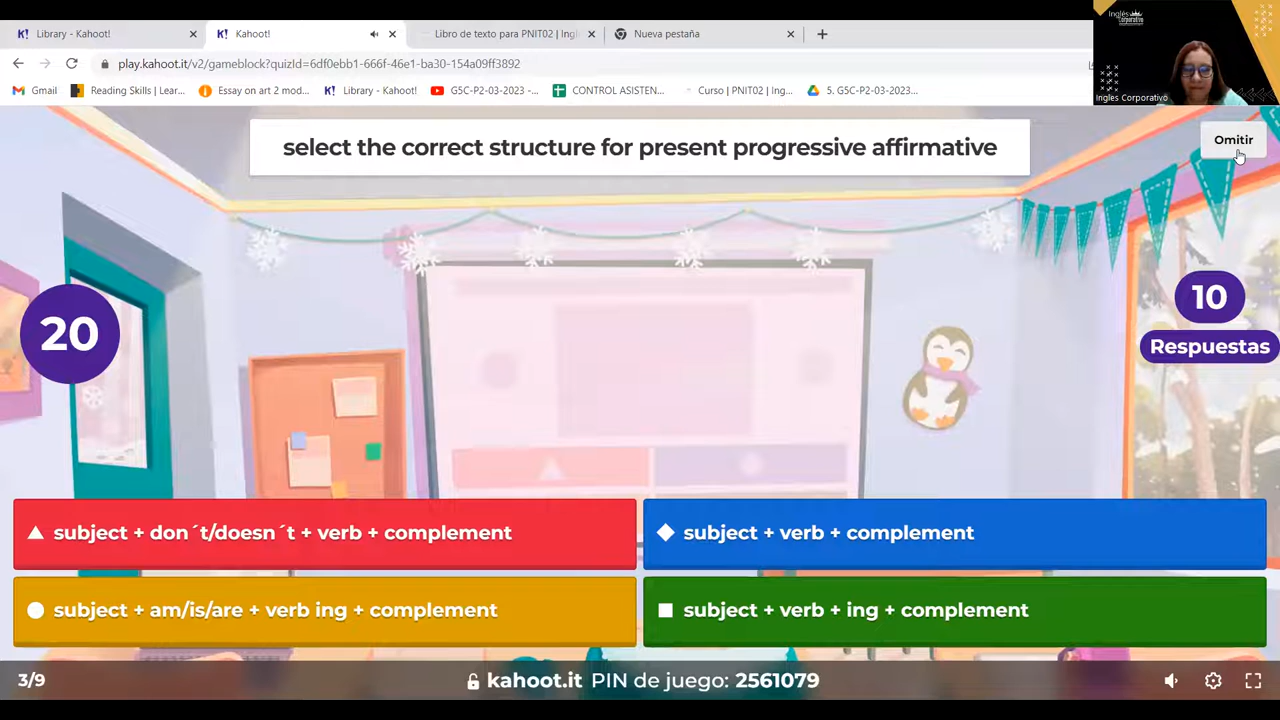 Library - Kahoot!
Kahoot!
Libro de texto para PNIT02 | Ingl
Nueva pestaña
play.kahoot.it/v2/gameblock?quizId=6df0ebb1-666f-46e1-ba30-154a09ff3892
Gmail
Reading Skills | Lear...
Essay on art 2 mod...
Library - Kahoot!
G5C-P2-03-2023 -...
CONTROL ASISTEN...
Curso | PNIT02 | Ing...
5. G5C-P2-03-2023...
Inglés
Corporativo
Ingles Corporativo
select the correct structure for present progressive affirmative
Omitir
20
10
Respuestas
subject + don´t/doesn´t + verb + complement
subject + verb + complement
subject + am/is/are + verb ing + complement
subject + verb + ing + complement
3/9
kahoot.it PIN de juego: 2561079